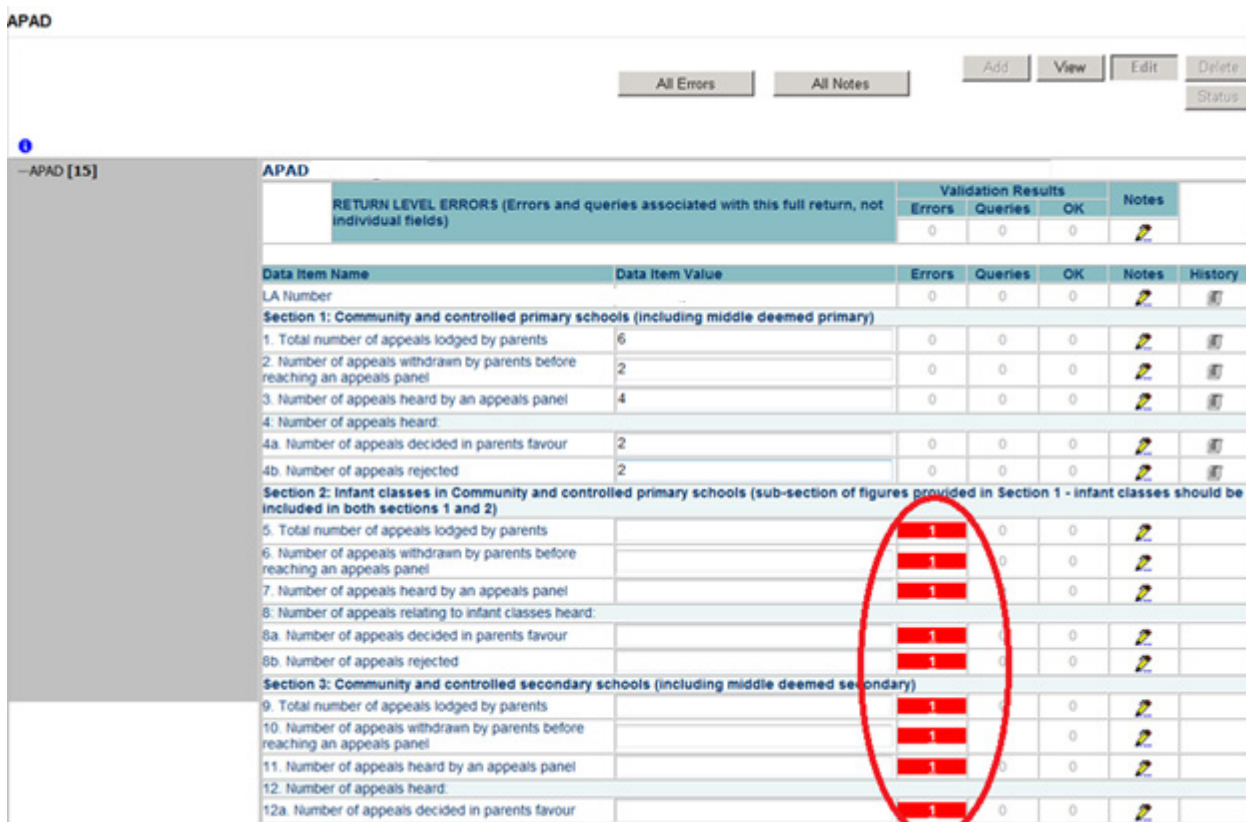 APAD
All Errors All Notes Add View Edit Delete
Status
—APAD [15]
APAD
RETURN LEVEL ERRORS (Errors and queries associated with this full return, not
individual fields)
Validation Results
Errors Queries OK Notes
0 0 0
Data Item Name Data Item Value Errors Queries OK Notes History
LA Number 0 0 0
Section 1: Community and controlled primary schools (including middle deemed primary)
1. Total number of appeals lodged by parents 6 0 0 0
2. Number of appeals withdrawn by parents before
reaching an appeals panel 2 0 0 0
3. Number of appeals heard by an appeals panel 4 0 0 0
4: Number of appeals heard:
4a. Number of appeals decided in parents favour 2 0 0 0
4b. Number of appeals rejected 2 0 0 0
Section 2: Infant classes in Community and controlled primary schools (sub-section of figures provided in Section 1 - infant classes should be
included in both sections 1 and 2)
5. Total number of appeals lodged by parents 1 0 0
6. Number of appeals withdrawn by parents before
reaching an appeals panel 1 0 0
7. Number of appeals heard by an appeals panel 1 0 0
8: Number of appeals relating to infant classes heard:
8a. Number of appeals decided in parents favour 1 0 0
8b. Number of appeals rejected 1 0 0
Section 3: Community and controlled secondary schools (including middle deemed secondary)
9. Total number of appeals lodged by parents 1 0 0
10. Number of appeals withdrawn by parents before
reaching an appeals panel 1 0 0
11. Number of appeals heard by an appeals panel 1 0 0
12. Number of appeals heard:
12a. Number of appeals decided in parents favour 1 0 0